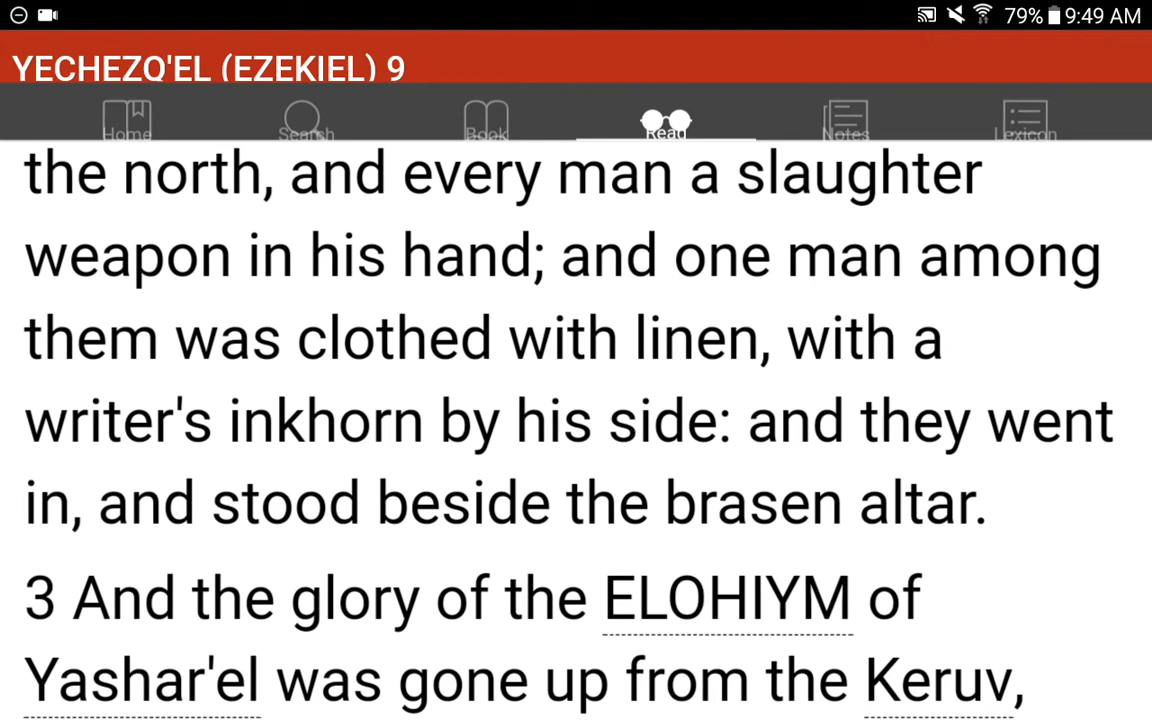 79% 9:49 AM
YECHEZQ'EL (EZEKIEL) 9
Home Search Book Read Notes Lexicon
the north, and every man a slaughter
weapon in his hand; and one man among
them was clothed with linen, with a
writer's inkhorn by his side: and they went
in, and stood beside the brasen altar.
3 And the glory of the ELOHIYM of
Yashar'el was gone up from the Keruv,